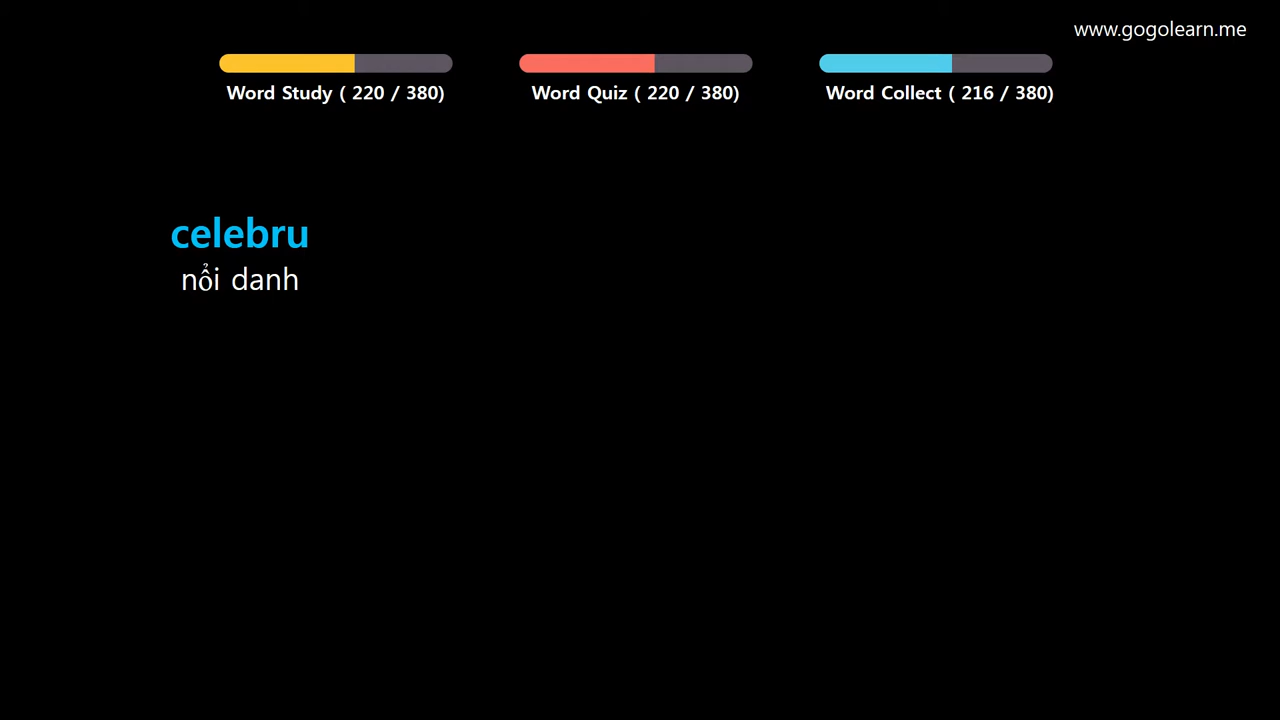 www.gogolearn.me
Word Study ( 220 / 380)
Word Quiz ( 220 / 380)
Word Collect ( 216 / 380)
celebru
nổi danh